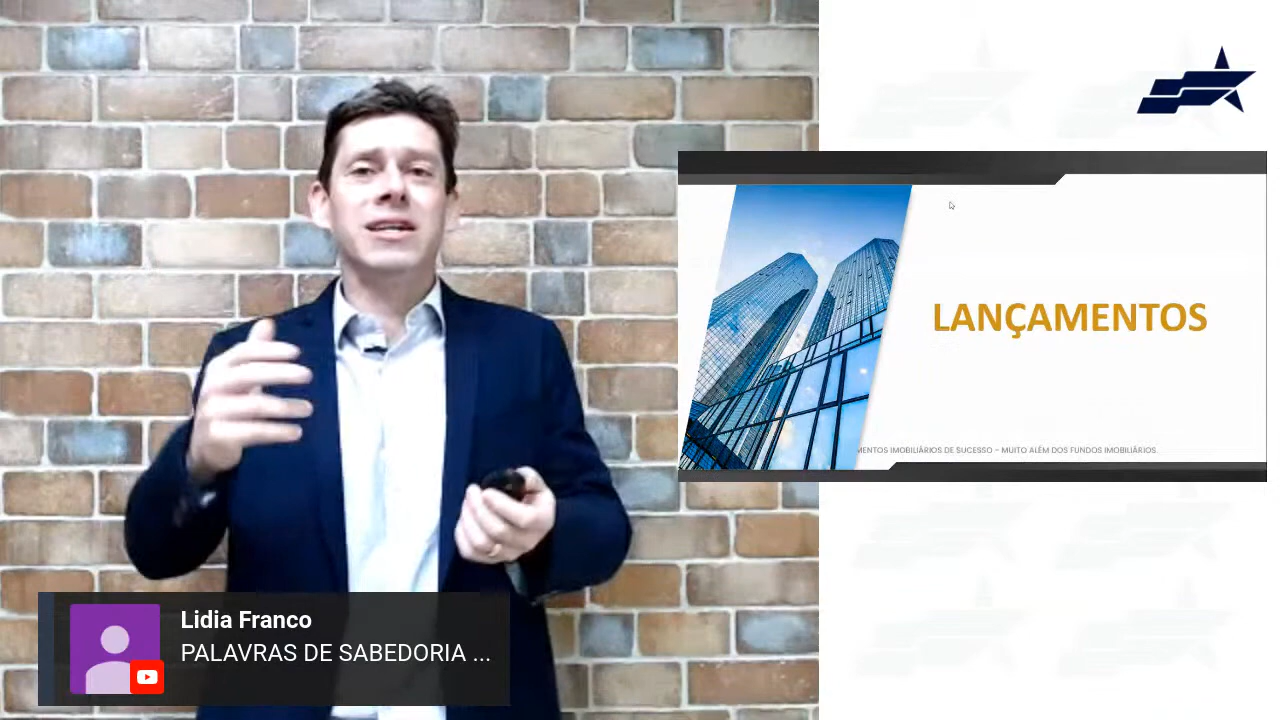 LANÇAMENTOS
MENTOS IMOBILIÁRIOS DE SUCESSO - MUITO ALÉM DOS FUNDOS IMOBILIÁRIOS
Lidia Franco
PALAVRAS DE SABEDORIA ...